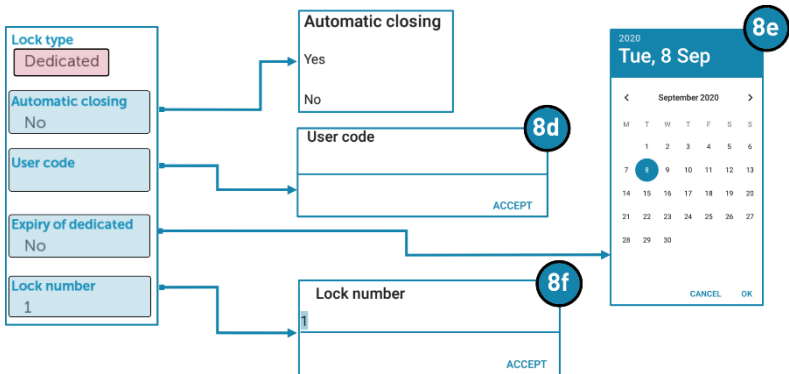 Lock type
Dedicated
Automatic closing
No
User code
Expiry of dedicated
No
Lock number
1
Automatic closing
Yes
No
8d
User code
ACCEPT
8f
Lock number
1
ACCEPT
8e
2020
Tue, 8 Sep
< September 2020 >
M T W T F S S
1 2 3 4 5 6
7 8 9 10 11 12 13
14 15 16 17 18 19 20
21 22 23 24 25 26 27
28 29 30
CANCEL OK